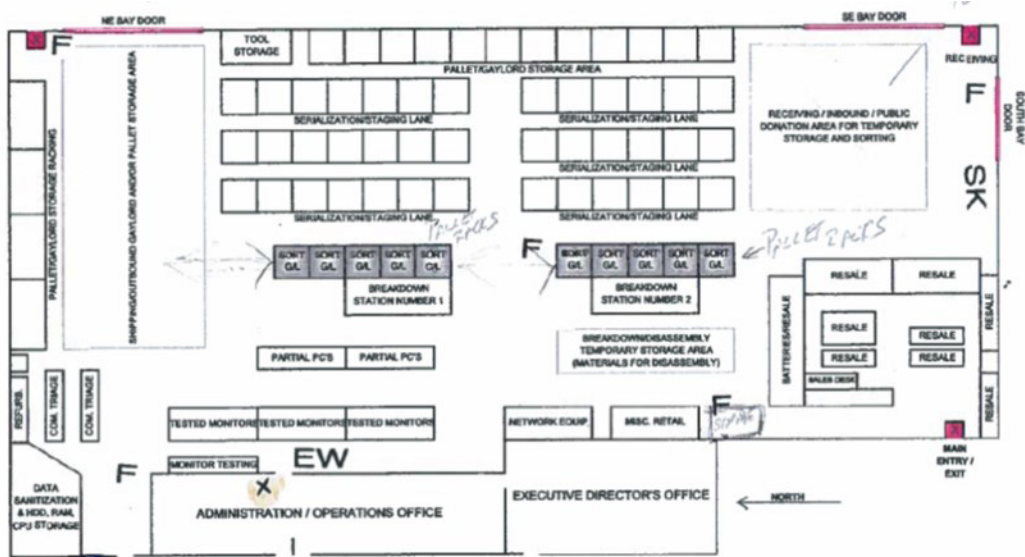 NE BAY DOOR
SE BAY DOOR
F
TOOL
STORAGE
X
RECEIVING
PALLET/GAYLORD STORAGE AREA
F
SOUTH BAY
DOOR
SERIALIZATION/STAGING LANE
SERIALIZATION/STAGING LANE
RECEIVING / INBOUND / PUBLIC
DONATION AREA FOR TEMPORARY
STORAGE AND SORTING
PALLET/GAYLORD STORAGE RACKING
SHIPPING/OUTBOUND GAYLORD AND/OR PALLET STORAGE AREA
SERIALIZATION/STAGING LANE
SERIALIZATION/STAGING LANE
SK
SERIALIZATION/STAGING LANE
SERIALIZATION/STAGING LANE
PALLET
PALLET
F
SORT G/L
SORT G/L
SORT G/L
SORT G/L
SORT G/L
SORT G/L
SORT G/L
SORT G/L
SORT G/L
SORT G/L
BREAKDOWN
STATION NUMBER 1
BREAKDOWN
STATION NUMBER 2
RESALE
RESALE
RESALE
BATTERIES/RESALE
RESALE
RESALE
RESALE
RESALE
SALES DESK
RESALE
BREAKDOWN/DISASSEMBLY
TEMPORARY STORAGE AREA
(MATERIALS FOR DISASSEMBLY)
PARTIAL PC'S
PARTIAL PC'S
REFURB.
COM. TRIAGE
COM. TRIAGE
TESTED MONITORS
TESTED MONITORS
TESTED MONITORS
NETWORK EQUIP.
MISC. RETAIL
F
X
MAIN
ENTRY /
EXIT
F
MONITOR TESTING
EW
X
DATA
SANITIZATION
& HDD, RAM,
CPU STORAGE
ADMINISTRATION / OPERATIONS OFFICE
EXECUTIVE DIRECTOR'S OFFICE
NORTH